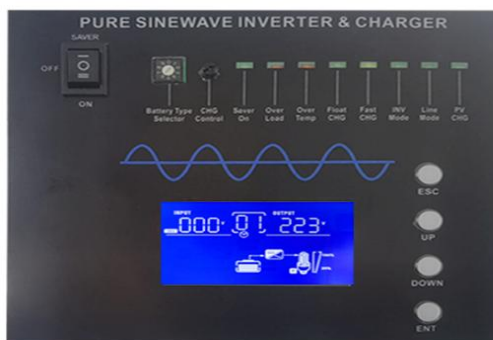 PURE SINEWAVE INVERTER & CHARGER
SAVER
OFF
ON
Battery Type Selector
CHG Control
Saver On
Over Load
Over Temp
Float CHG
Fast CHG
INV Mode
Line Mode
PV CHG
ESC
UP
DOWN
ENT
INPUT
000
01
OUTPUT
223